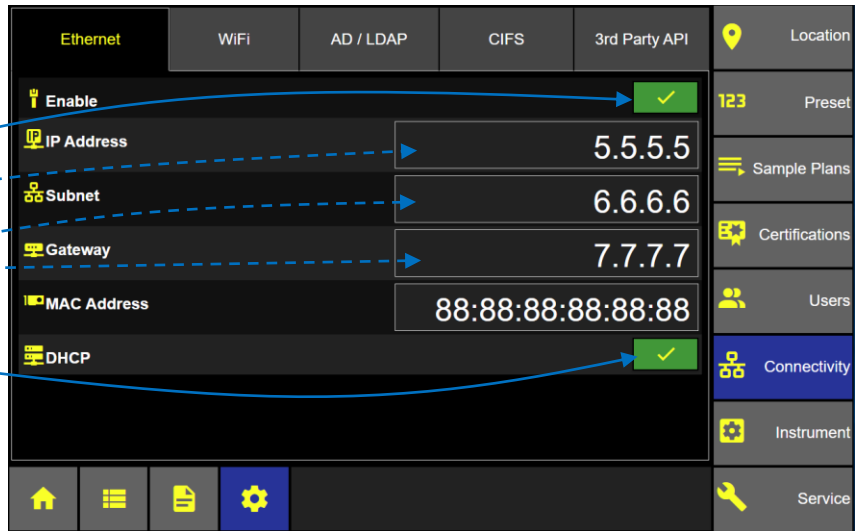 Ethernet WiFi AD / LDAP CIFS 3rd Party API
Enable
IP Address 5.5.5.5
Subnet 6.6.6.6
Gateway 7.7.7.7
MAC Address 88:88:88:88:88:88
DHCP
Location
123 Preset
Sample Plans
Certifications
Users
Connectivity
Instrument
Service